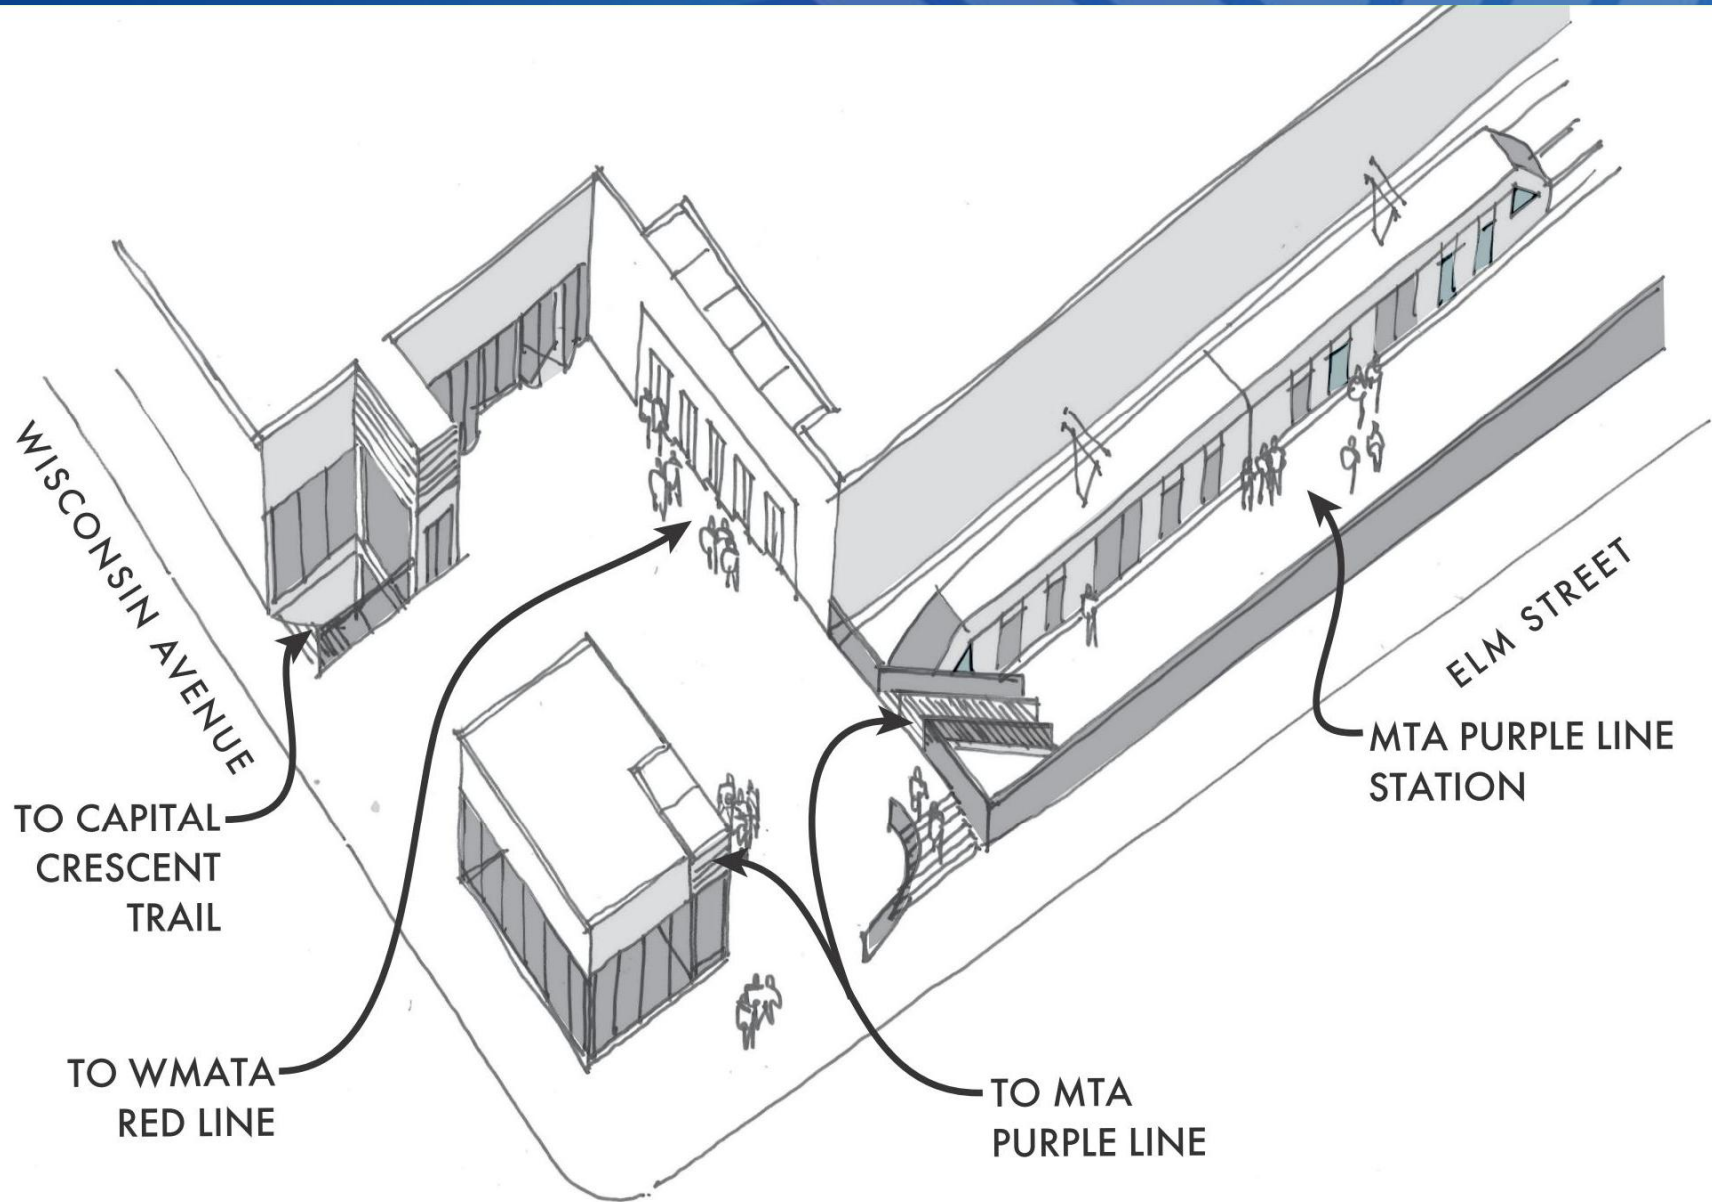 WISCONSIN AVENUE
ELM STREET
MTA PURPLE LINE
STATION
TO CAPITAL
CRESCENT
TRAIL
TO WMATA
RED LINE
TO MTA
PURPLE LINE